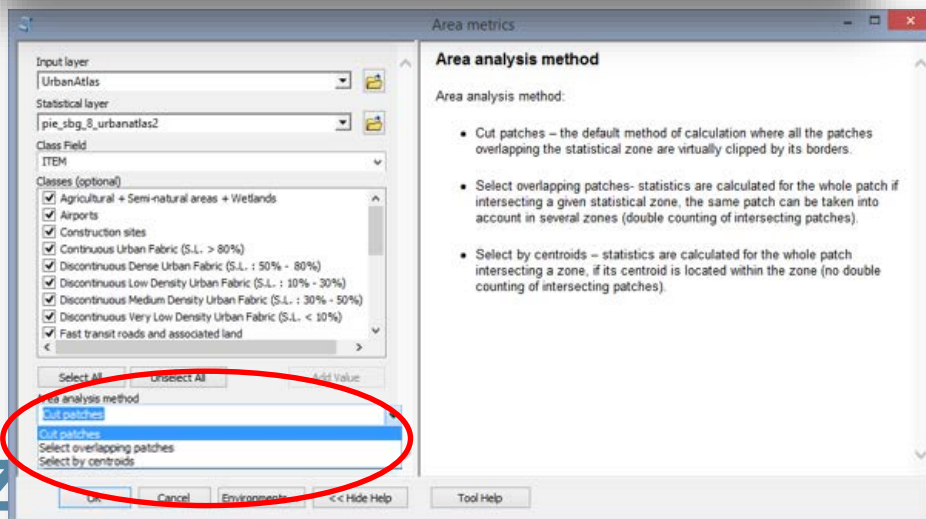 Area metrics
Input layer
UrbanAtlas
Statistical layer
pie_sbg_8_urbanatlas2
Class Field
ITEM
Classes (optional)
Agricultural + Semi-natural areas + Wetlands
Airports
Construction sites
Continuous Urban Fabric (S.L. > 80%)
Discontinuous Dense Urban Fabric (S.L. : 50% - 80%)
Discontinuous Low Density Urban Fabric (S.L. : 10% - 30%)
Discontinuous Medium Density Urban Fabric (S.L. : 30% - 50%)
Discontinuous Very Low Density Urban Fabric (S.L. < 10%)
Fast transit roads and associated land
Select All Unselect All Add Value
Area analysis method
Cut patches
Cut patches
Select overlapping patches
Select by centroids
OK Cancel Environments... << Hide Help Tool Help
Area analysis method
Area analysis method:
• Cut patches – the default method of calculation where all the patches
overlapping the statistical zone are virtually clipped by its borders.
• Select overlapping patches- statistics are calculated for the whole patch if
intersecting a given statistical zone, the same patch can be taken into
account in several zones (double counting of intersecting patches).
• Select by centroids – statistics are calculated for the whole patch
intersecting a zone, if its centroid is located within the zone (no double
counting of intersecting patches).